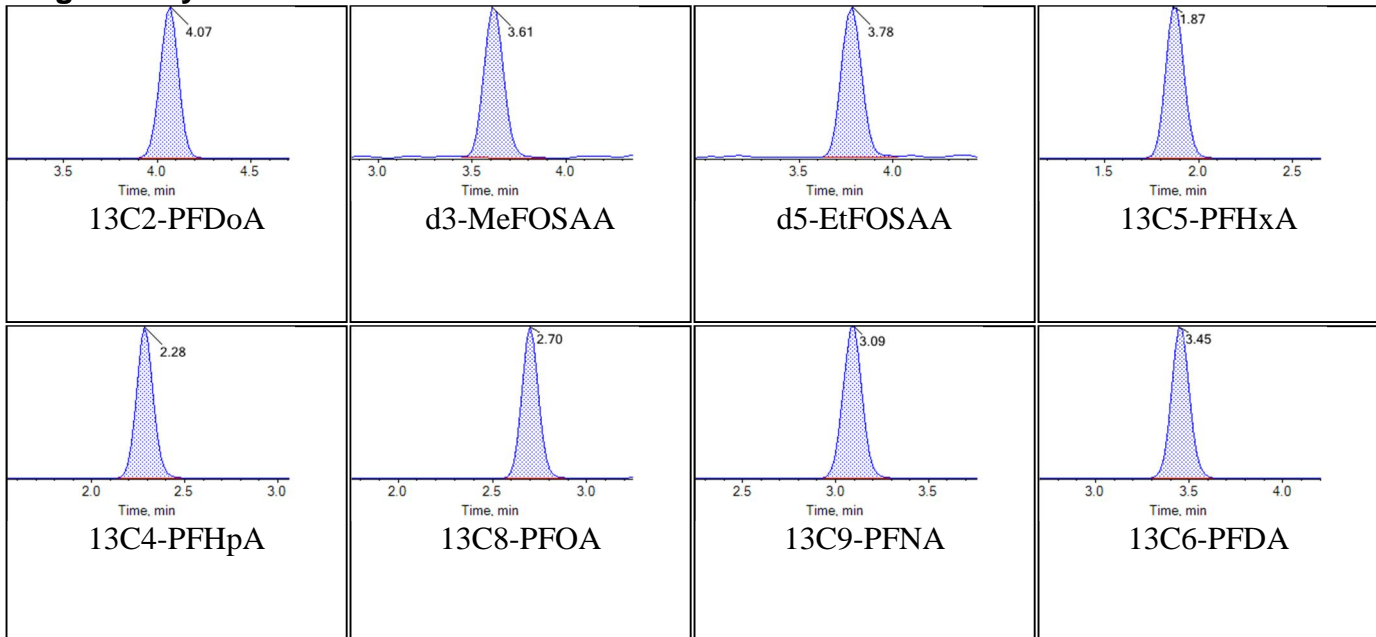 4.07
3.5 4.0 4.5
Time, min
13C2-PFDoA
3.61
3.0 3.5 4.0
Time, min
d3-MeFOSAA
3.78
3.5 4.0
Time, min
d5-EtFOSAA
1.87
1.5 2.0 2.5
Time, min
13C5-PFHxA
2.28
2.0 2.5 3.0
Time, min
13C4-PFHpA
2.70
2.0 2.5 3.0
Time, min
13C8-PFOA
3.09
2.5 3.0 3.5
Time, min
13C9-PFNA
3.45
3.0 3.5 4.0
Time, min
13C6-PFDA